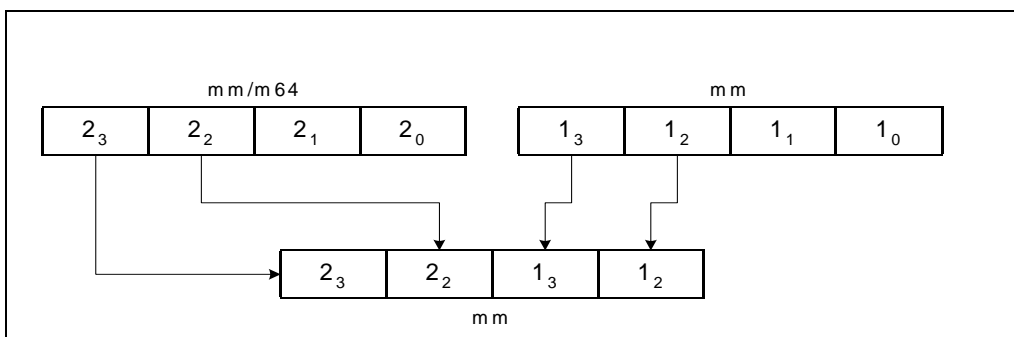 mm/m64 mm
2₃ 2₂ 2₁ 2₀ 1₃ 1₂ 1₁ 1₀
2₃ 2₂ 1₃ 1₂
mm